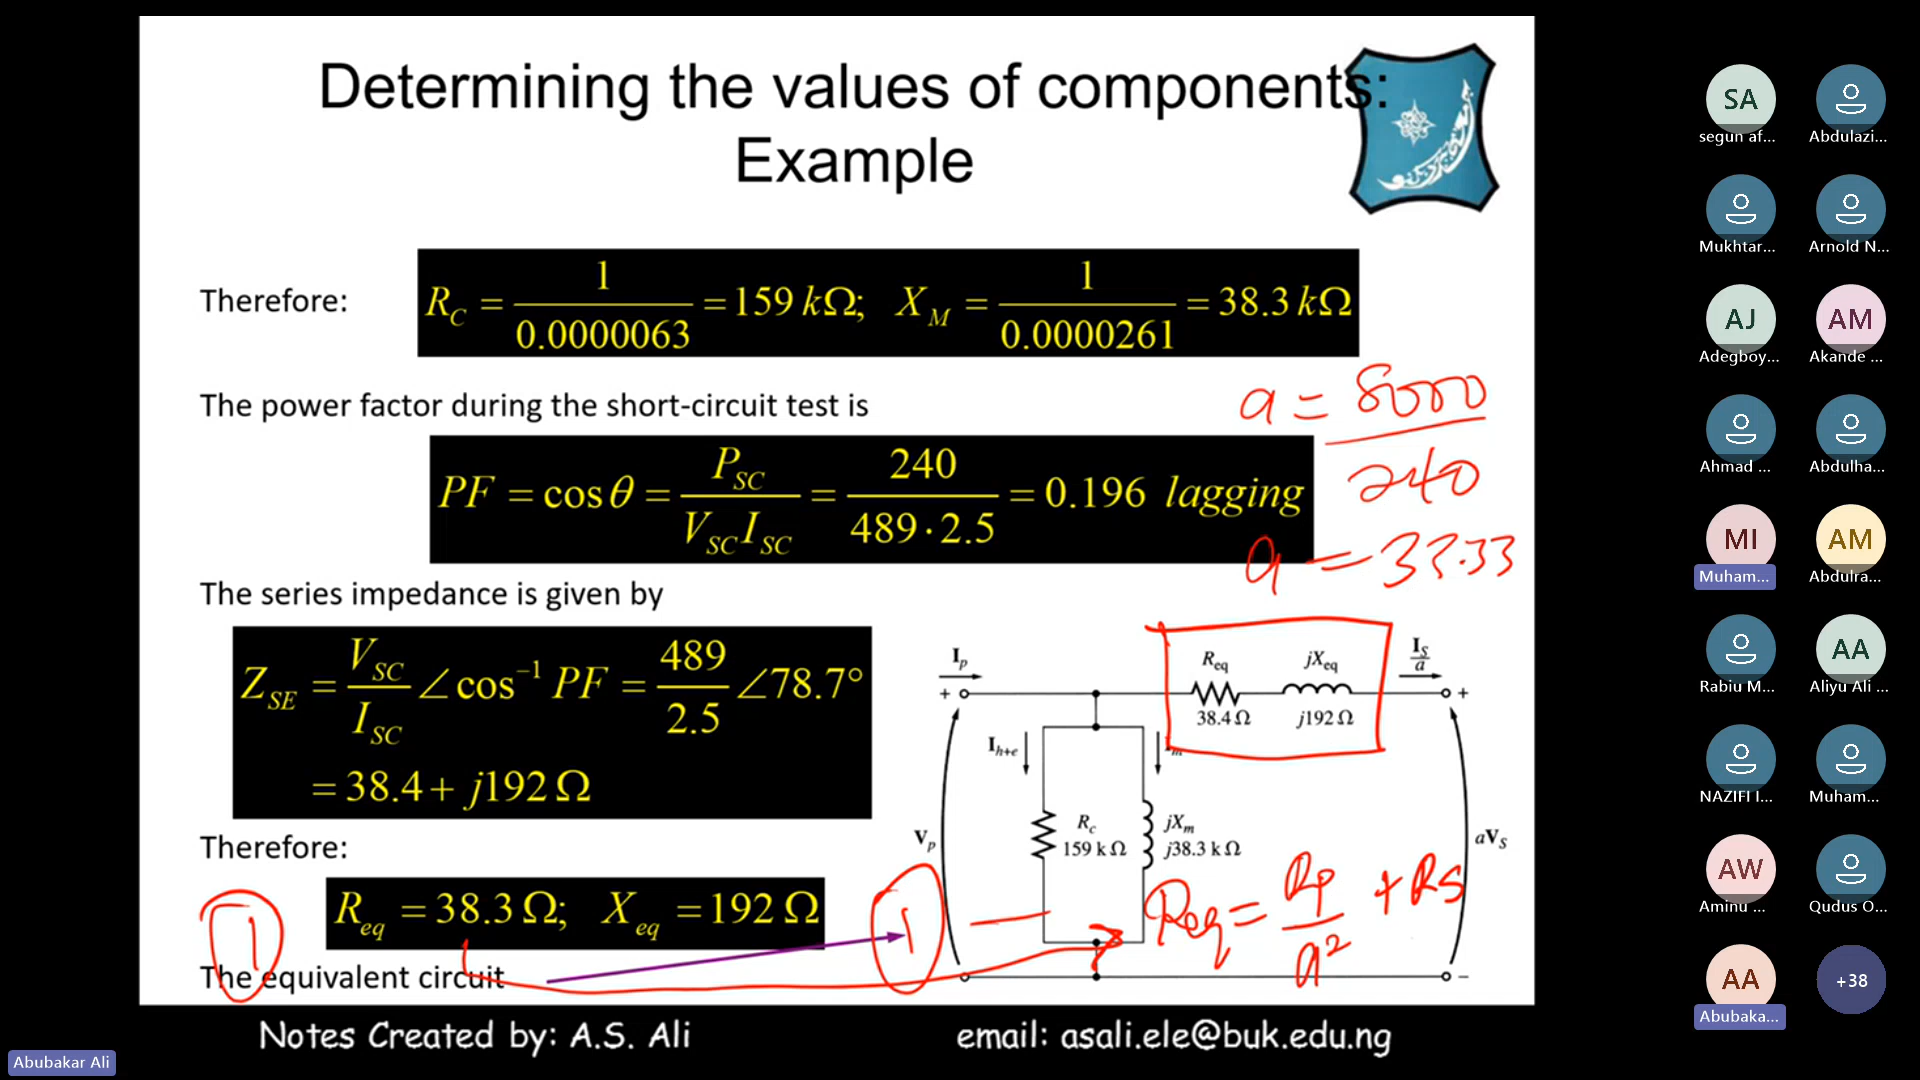 Determining the values of components:
Example
Therefore:
R_C = 1/0.0000063 = 159 kΩ; X_M = 1/0.0000261 = 38.3 kΩ
The power factor during the short-circuit test is
PF = cos θ = P_SC / V_SC I_SC = 240 / 489·2.5 = 0.196 lagging
a = 8000 / 240
a = 33.33
The series impedance is given by
Z_SE = V_SC / I_SC ∠cos⁻¹ PF = 489 / 2.5 ∠78.7°
= 38.4 + j192 Ω
Therefore:
R_eq = 38.3 Ω; X_eq = 192 Ω
The equivalent circuit
1
1
I_p
+
R_eq
38.4 Ω
jX_eq
j192 Ω
I_s/a
+
I_h+e
V_p
R_c
159 k Ω
jX_m
j38.3 k Ω
aV_s
Req = Rp/a² + Rs
−
Notes Created by: A.S. Ali
email: asali.ele@buk.edu.ng
Abubakar Ali
SA
segun af...
Abdulazi...
Mukhtar...
Arnold N...
AJ
Adegboy...
AM
Akande ...
Ahmad ...
Abdulha...
MI
Muham...
AM
Abdulra...
Rabiu M...
AA
Aliyu Ali ...
NAZIFI I...
Muham...
AW
Aminu ...
Qudus O...
AA
Abubaka...
+38